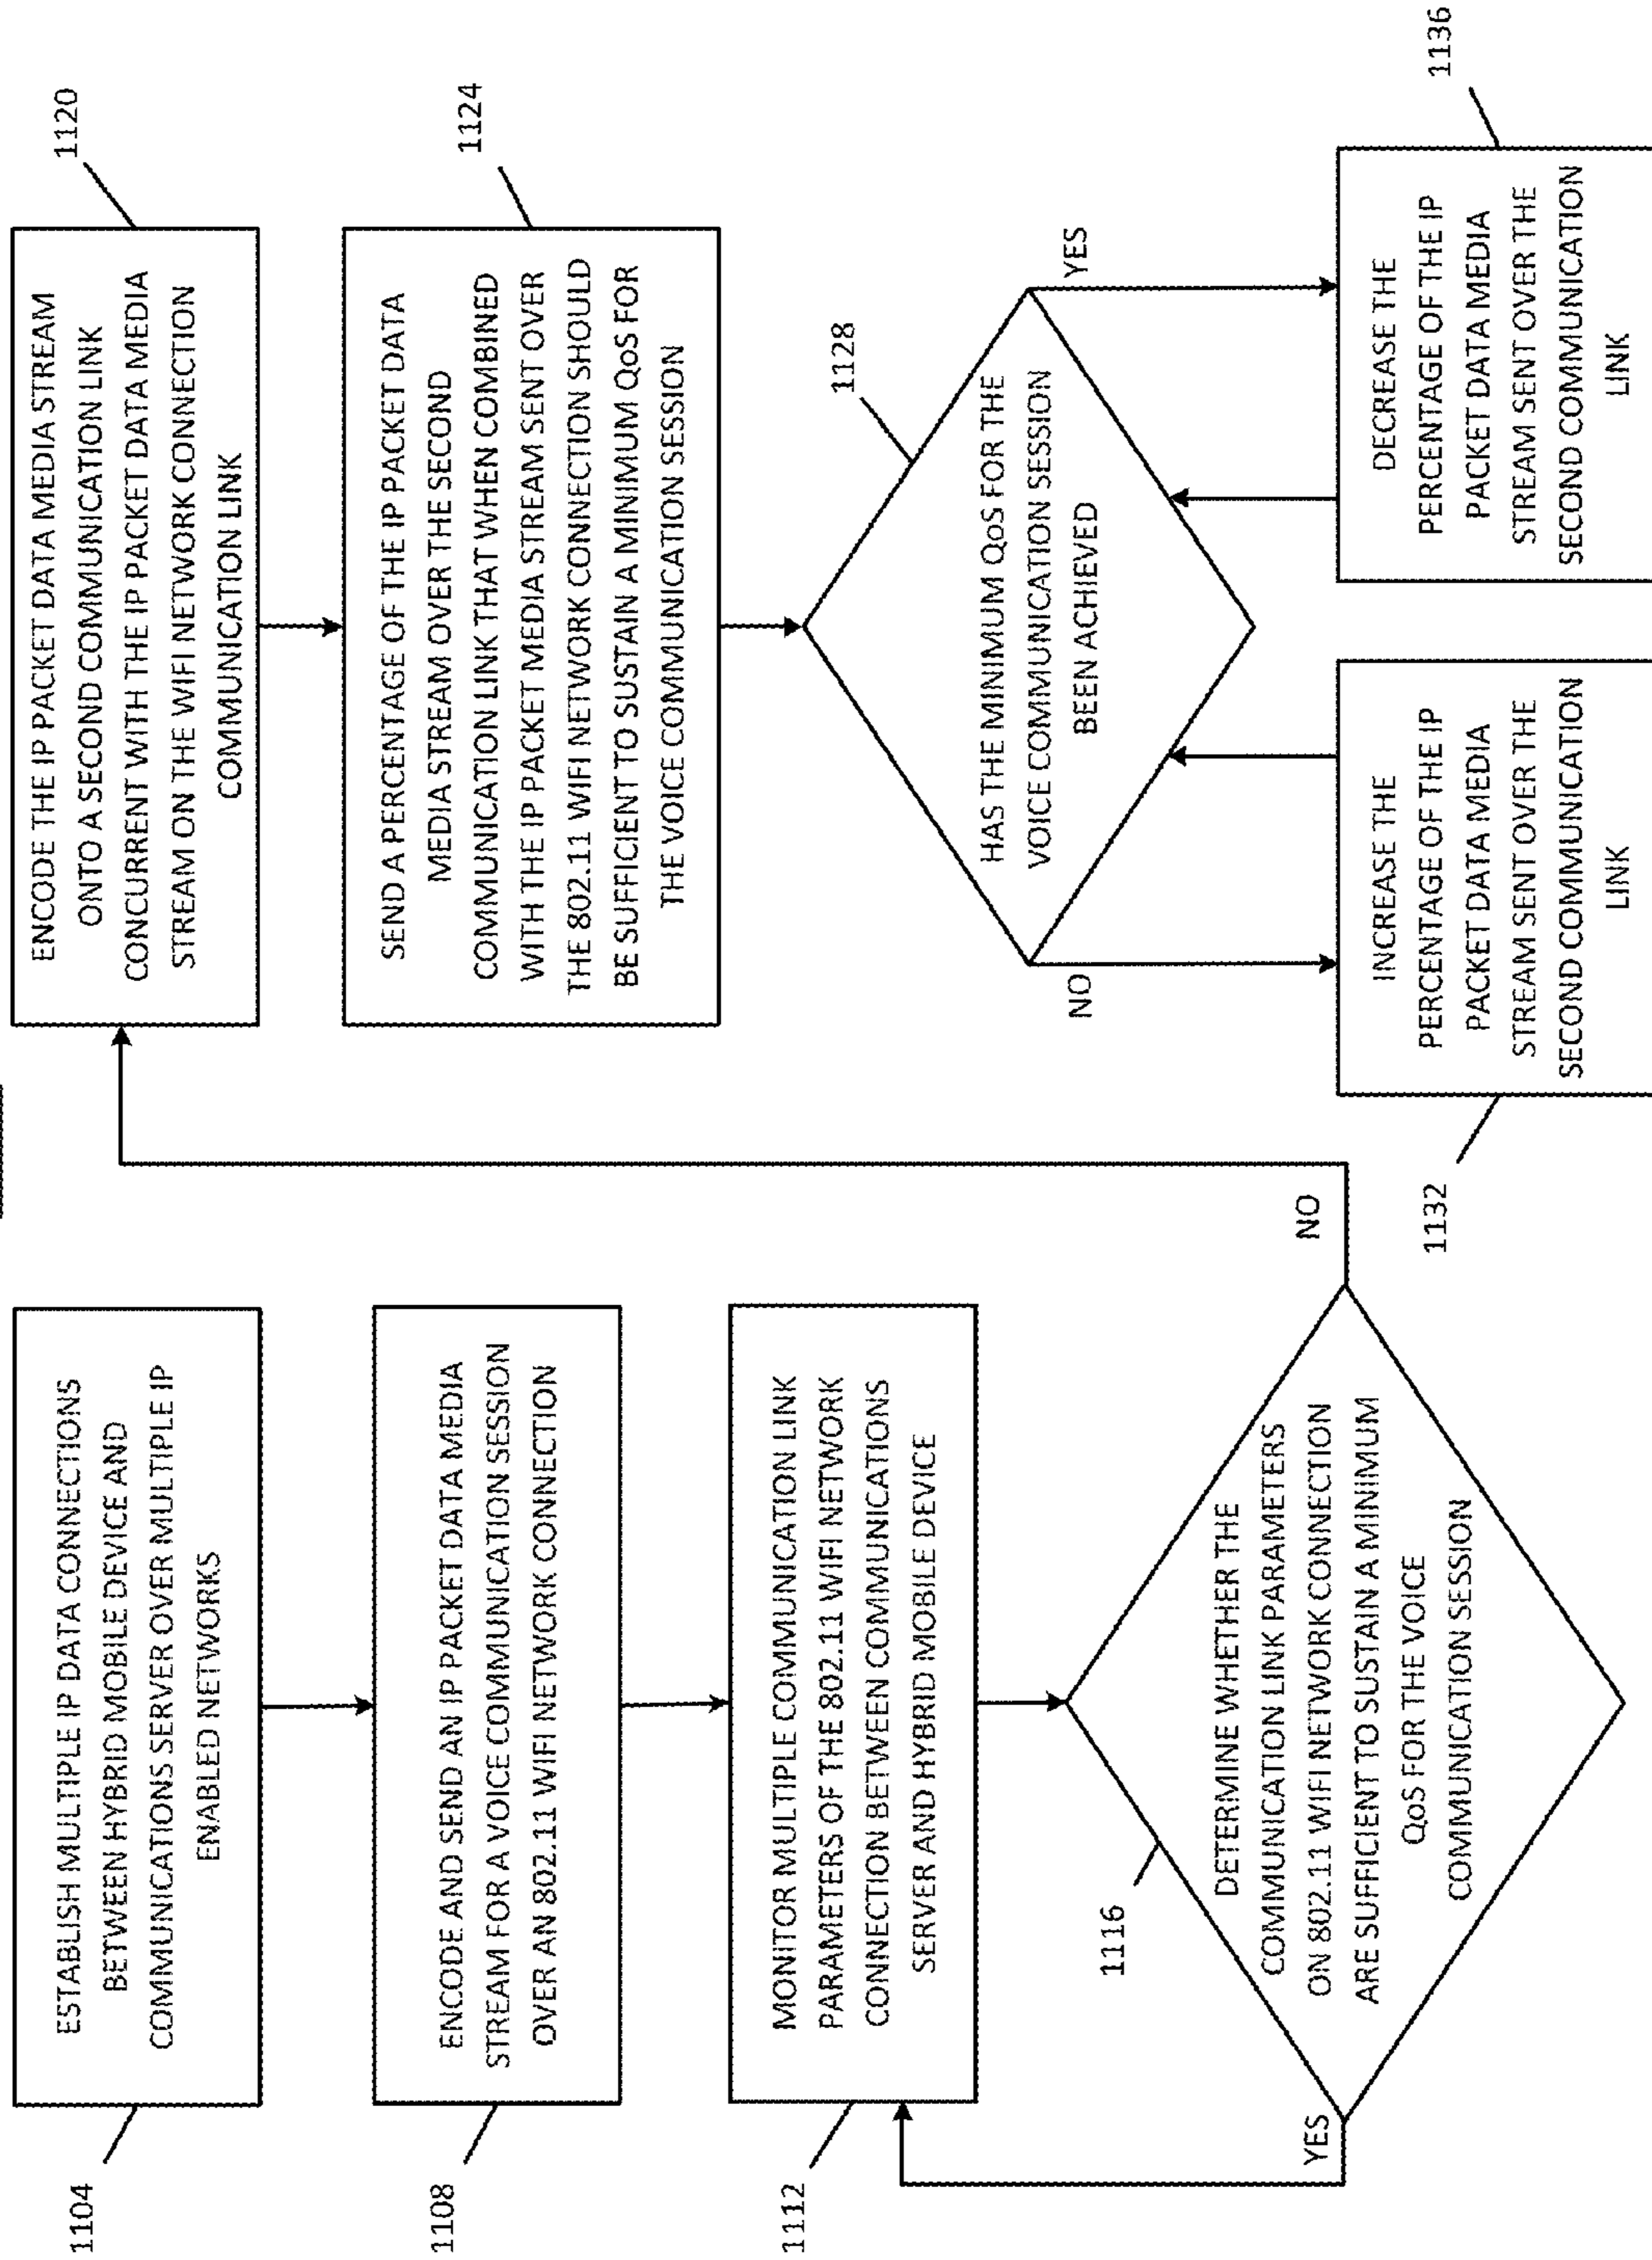 1104
ESTABLISH MULTIPLE IP DATA CONNECTIONS
BETWEEN HYBRID MOBILE DEVICE AND
COMMUNICATIONS SERVER OVER MULTIPLE IP
ENABLED NETWORKS
1108
ENCODE AND SEND AN IP PACKET DATA MEDIA
STREAM FOR A VOICE COMMUNICATION SESSION
OVER AN 802.11 WIFI NETWORK CONNECTION
1112
MONITOR MULTIPLE COMMUNICATION LINK
PARAMETERS OF THE 802.11 WIFI NETWORK
CONNECTION BETWEEN COMMUNICATIONS
SERVER AND HYBRID MOBILE DEVICE
1116
DETERMINE WHETHER THE
COMMUNICATION LINK PARAMETERS
ON 802.11 WIFI NETWORK CONNECTION
ARE SUFFICIENT TO SUSTAIN A MINIMUM
QoS FOR THE VOICE
COMMUNICATION SESSION
YES
NO
1120
ENCODE THE IP PACKET DATA MEDIA STREAM
ONTO A SECOND COMMUNICATION LINK
CONCURRENT WITH THE IP PACKET DATA MEDIA
STREAM ON THE WIFI NETWORK CONNECTION
COMMUNICATION LINK
1124
SEND A PERCENTAGE OF THE IP PACKET DATA
MEDIA STREAM OVER THE SECOND
COMMUNICATION LINK THAT WHEN COMBINED
WITH THE IP PACKET MEDIA STREAM SENT OVER
THE 802.11 WIFI NETWORK CONNECTION SHOULD
BE SUFFICIENT TO SUSTAIN A MINIMUM QoS FOR
THE VOICE COMMUNICATION SESSION
1128
HAS THE MINIMUM QoS FOR THE
VOICE COMMUNICATION SESSION
BEEN ACHIEVED
NO
YES
1132
INCREASE THE
PERCENTAGE OF THE IP
PACKET DATA MEDIA
STREAM SENT OVER THE
SECOND COMMUNICATION
LINK
1136
DECREASE THE
PERCENTAGE OF THE IP
PACKET DATA MEDIA
STREAM SENT OVER THE
SECOND COMMUNICATION
LINK